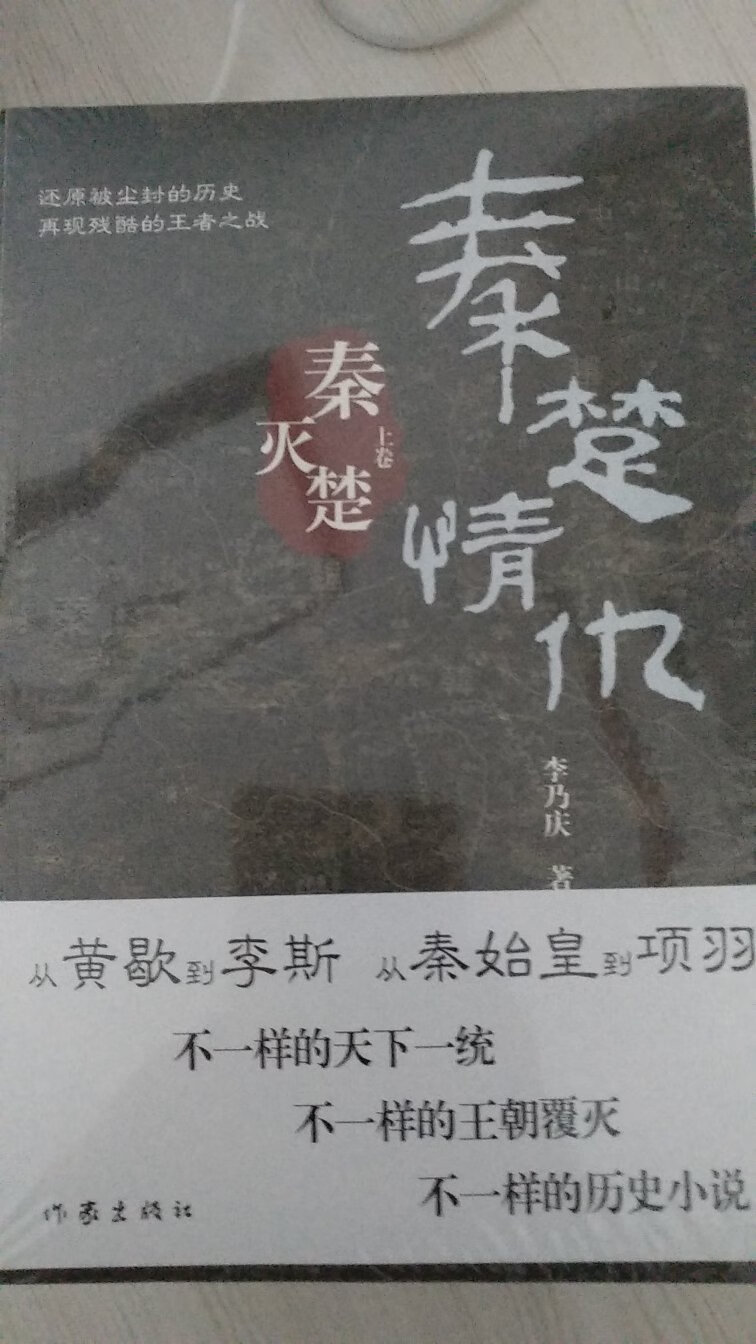 还原被尘封的历史
再现残酷的王者之战
秦楚情仇
秦灭楚
上卷
李乃庆 著
从黄歇到李斯 从秦始皇到项羽
不一样的天下一统
不一样的王朝覆灭
不一样的历史小说
作家出版社